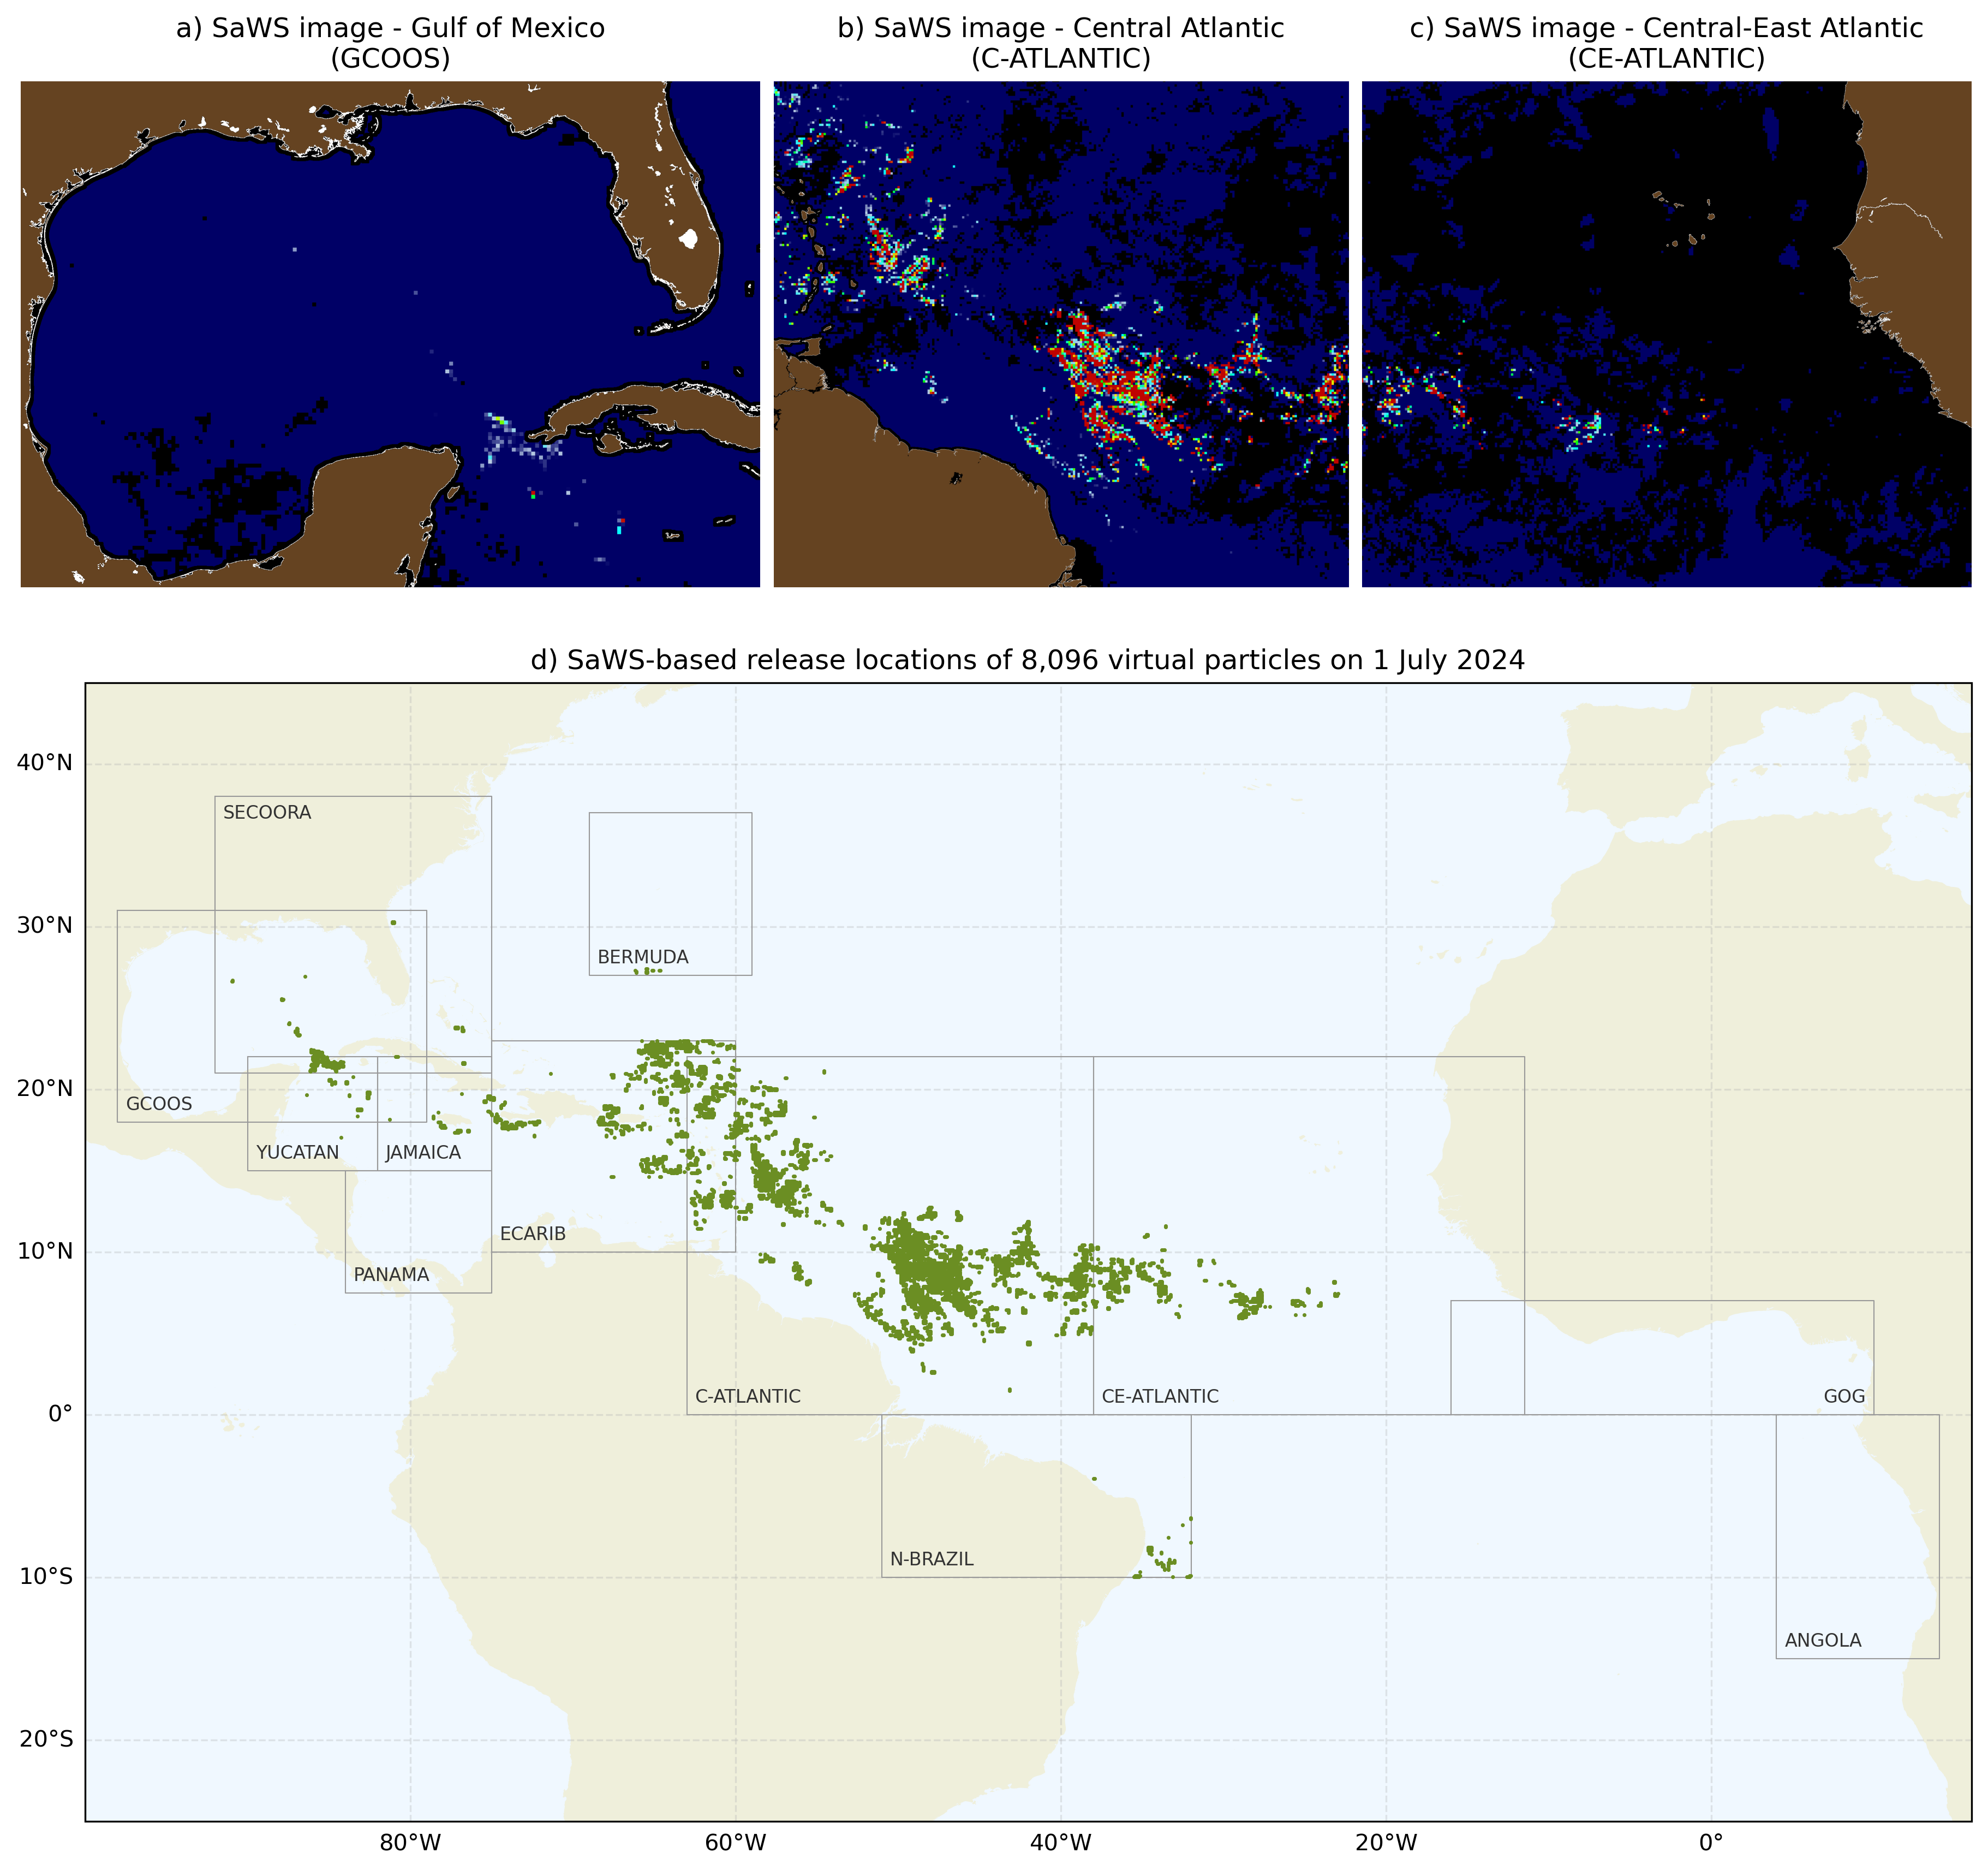 a) SaWS image - Gulf of Mexico
(GCOOS)
b) SaWS image - Central Atlantic
(C-ATLANTIC)
c) SaWS image - Central-East Atlantic
(CE-ATLANTIC)
d) SaWS-based release locations of 8,096 virtual particles on 1 July 2024
40°N
30°N
20°N
10°N
0°
10°S
20°S
SECOORA
BERMUDA
GCOOS
YUCATAN
JAMAICA
ECARIB
PANAMA
C-ATLANTIC
CE-ATLANTIC
GOG
N-BRAZIL
ANGOLA
80°W
60°W
40°W
20°W
0°